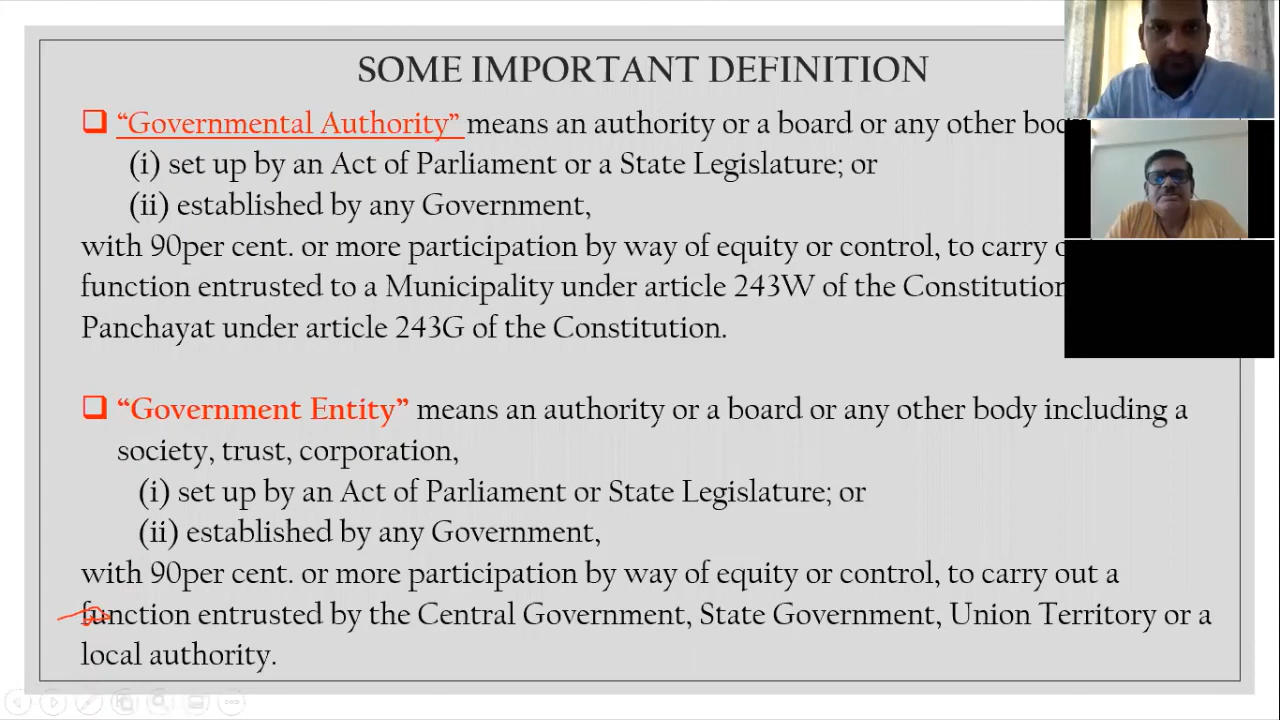 SOME IMPORTANT DEFINITION
“Governmental Authority” means an authority or a board or any other
(i) set up by an Act of Parliament or a State Legislature; or
(ii) established by any Government,
with 90per cent. or more participation by way of equity or control, to carry
function entrusted to a Municipality under article 243W of the Constitution
Panchayat under article 243G of the Constitution.
“Government Entity” means an authority or a board or any other body including a
society, trust, corporation,
(i) set up by an Act of Parliament or State Legislature; or
(ii) established by any Government,
with 90per cent. or more participation by way of equity or control, to carry out a
function entrusted by the Central Government, State Government, Union Territory or a
local authority.